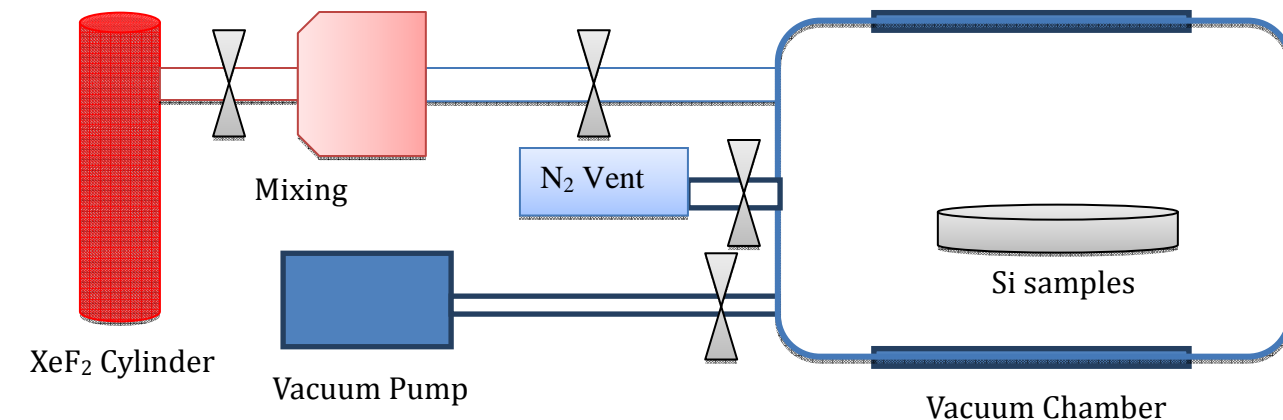 Mixing
N₂ Vent
Si samples
XeF₂ Cylinder
Vacuum Pump
Vacuum Chamber